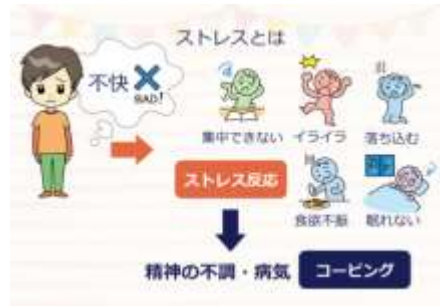 ストレスとは
不快
BAD!
集中できない イライラ 落ち込む
ストレス反応
食欲不振 眠れない
精神の不調・病気 コーピング